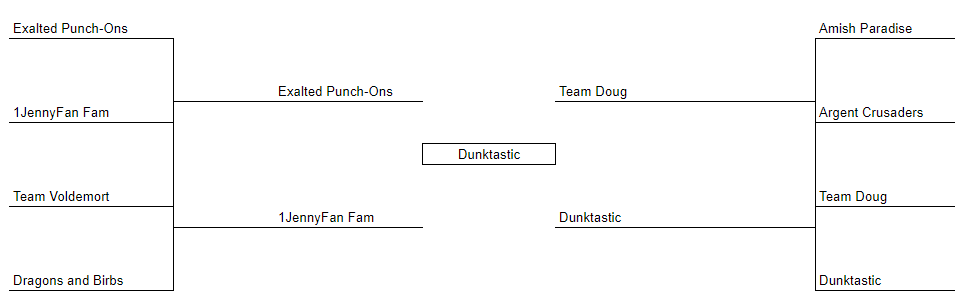 Exalted Punch-Ons
Amish Paradise
Exalted Punch-Ons
Team Doug
1JennyFan Fam
Argent Crusaders
Dunktastic
Team Voldemort
Team Doug
1JennyFan Fam
Dunktastic
Dragons and Birbs
Dunktastic